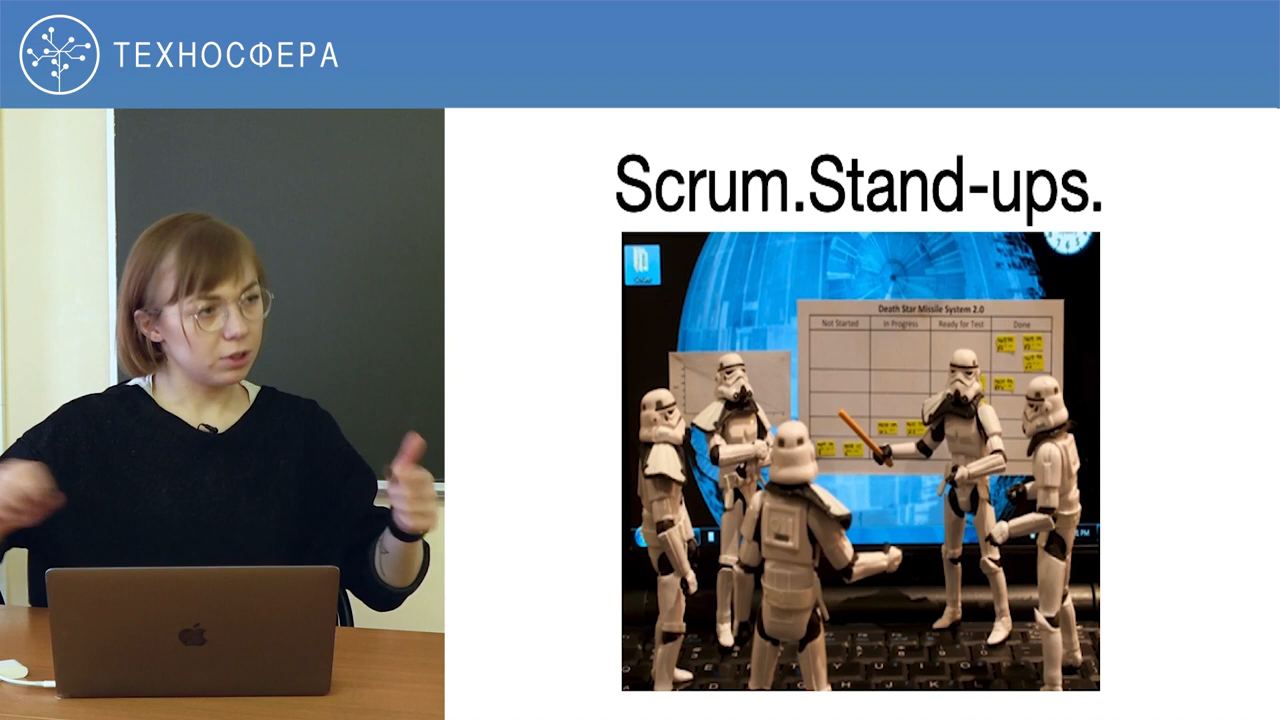 ТЕХНОСФЕРА
Scrum.Stand-ups.
Death Star Missile System 2.0
Not Started
in Progress
Ready for Test
Done